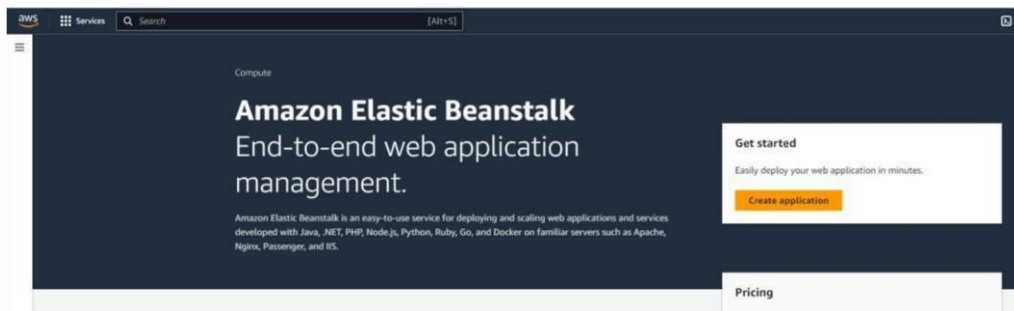 aws
Services
Search
[Alt+S]
Compute
Amazon Elastic Beanstalk
End-to-end web application
management.
Amazon Elastic Beanstalk is an easy-to-use service for deploying and scaling web applications and services
developed with Java, .NET, PHP, Node.js, Python, Ruby, Go, and Docker on familiar servers such as Apache,
Nginx, Passenger, and IIS.
Get started
Easily deploy your web application in minutes.
Create application
Pricing